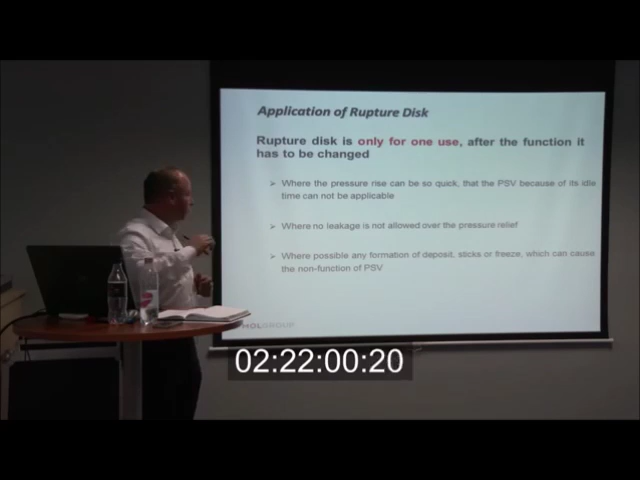 Application of Rupture Disk
Rupture disk is only for one use, after the function it
has to be changed
➢ Where the pressure rise can be so quick, that the PSV because of its idle
time can not be applicable
➢ Where no leakage is not allowed over the pressure relief
➢ Where possible any formation of deposit, sticks or freeze, which can cause
the non-function of PSV
MOLGROUP
02:22:00:20